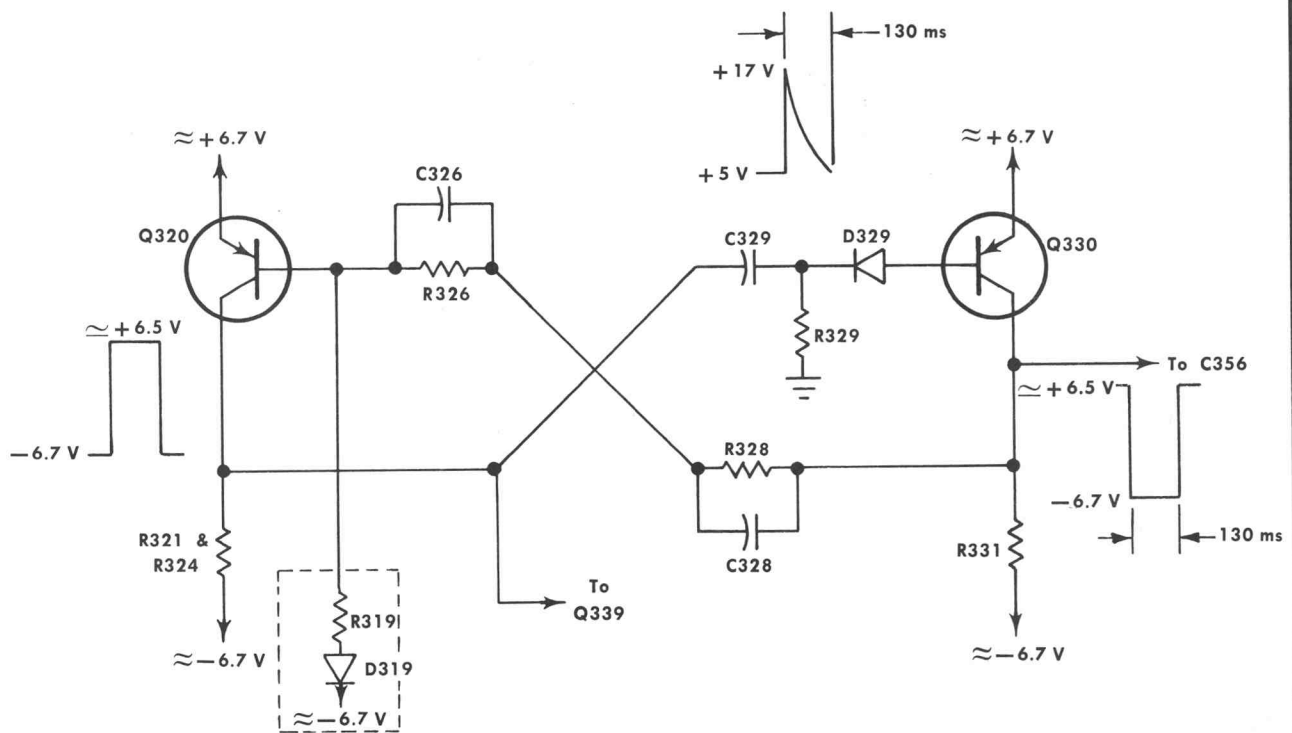 130 ms
+ 17 V
+ 5 V
≈ + 6.7 V
≈ + 6.7 V
C326
Q320
R326
C329
D329
Q330
R329
≃ + 6.5 V
− 6.7 V
To C356
≃ + 6.5 V
− 6.7 V
130 ms
R328
C328
R321 &
R324
R331
To
Q339
R319
D319
≈ − 6.7 V
≈ − 6.7 V
≈ − 6.7 V